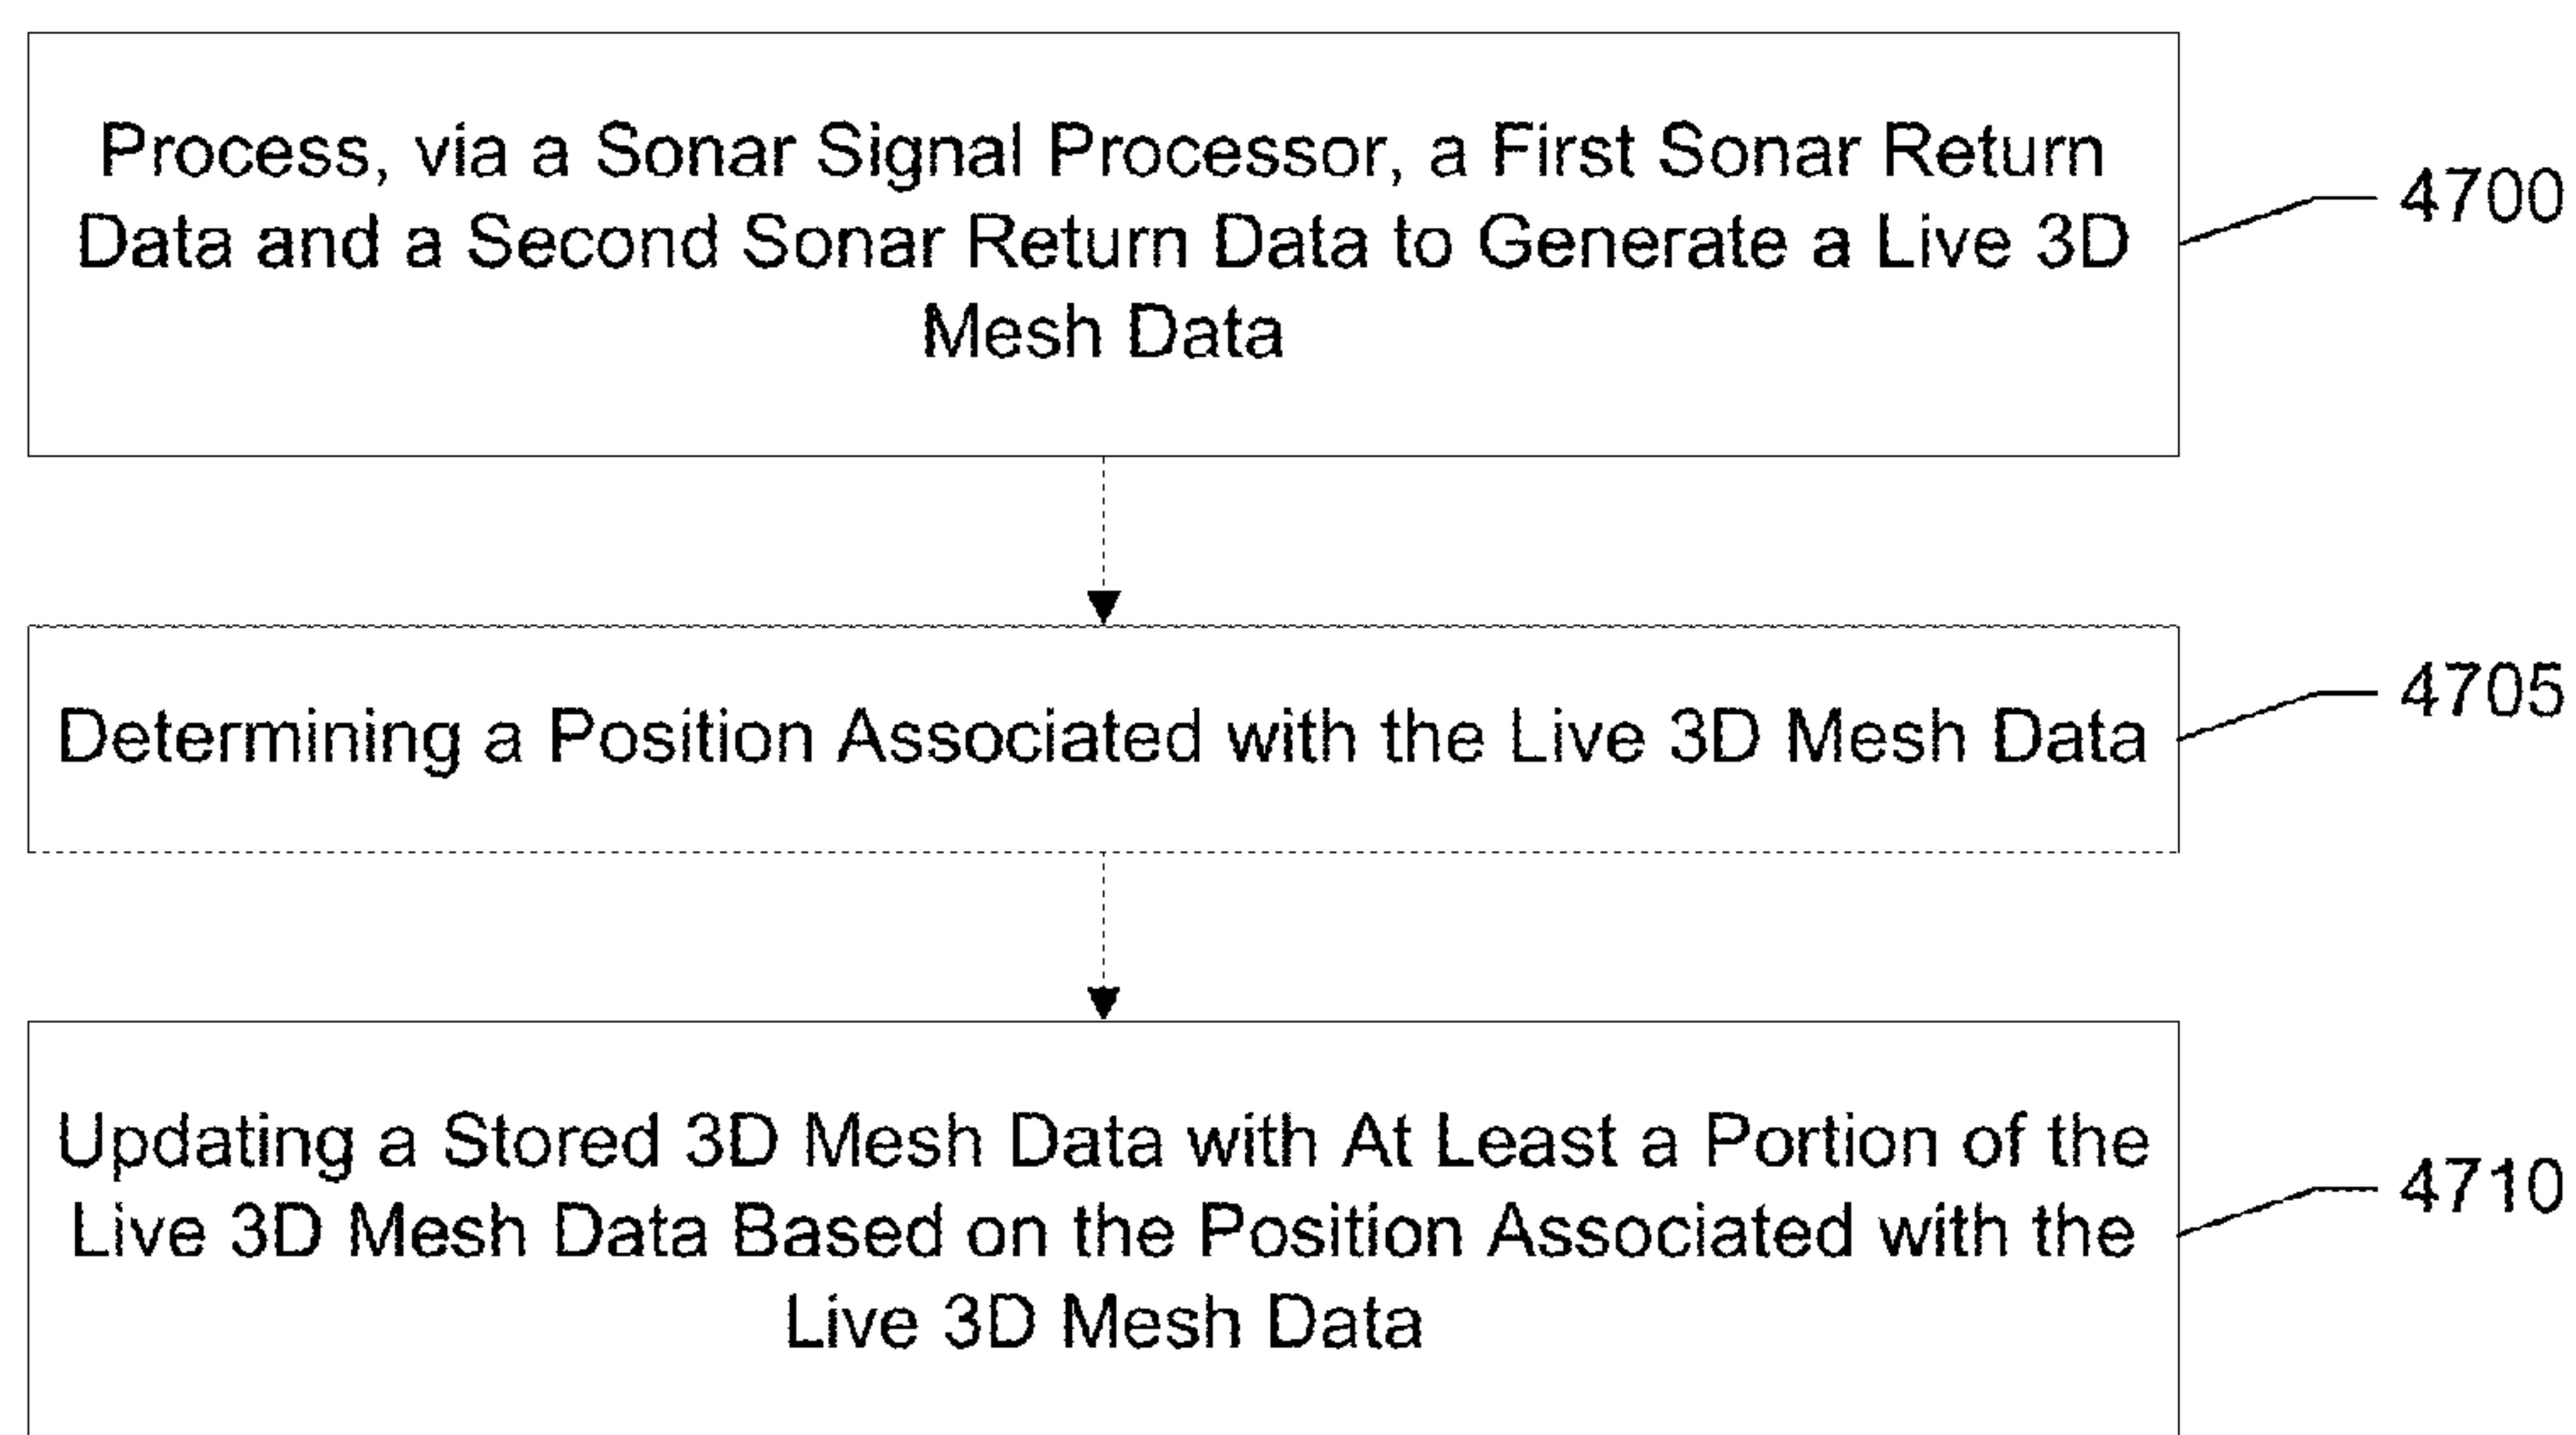 Process, via a Sonar Signal Processor, a First Sonar Return
Data and a Second Sonar Return Data to Generate a Live 3D
Mesh Data
4700
Determining a Position Associated with the Live 3D Mesh Data
4705
Updating a Stored 3D Mesh Data with At Least a Portion of the
Live 3D Mesh Data Based on the Position Associated with the
Live 3D Mesh Data
4710